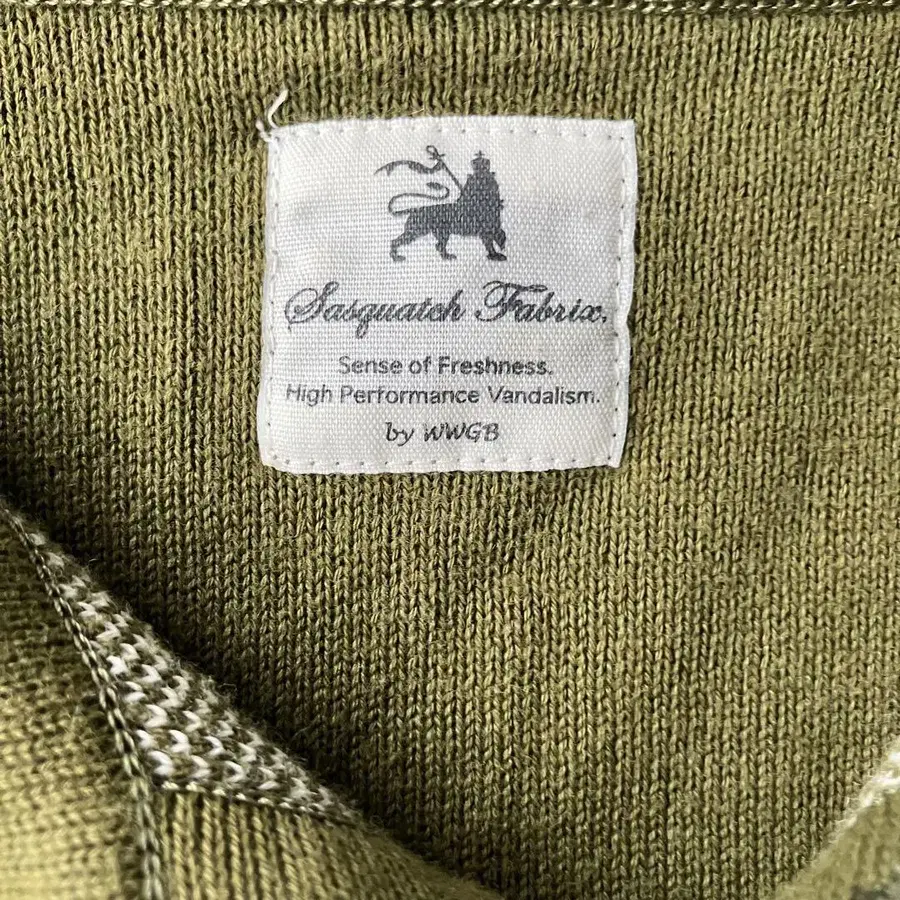 Sasquatch Fabrix.
Sense of Freshness.
High Performance Vandalism.
by WWGB